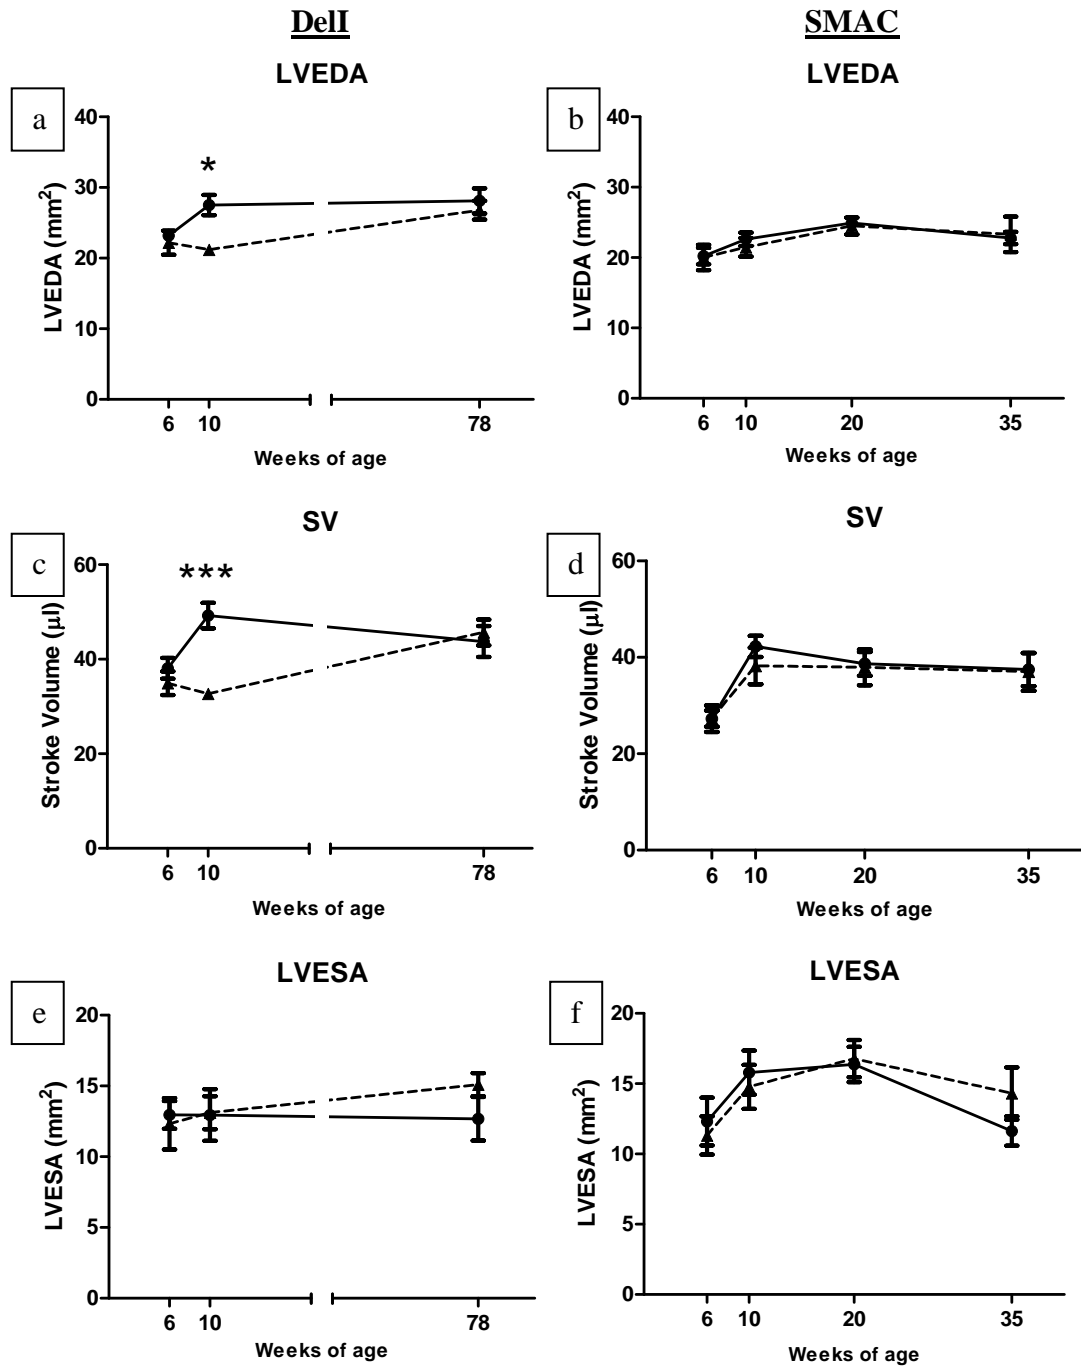 DelI
SMAC
LVEDA
a
40
30
20
10
0
LVEDA (mm²)
*
6 10 78
Weeks of age
LVEDA
b
40
30
20
10
0
LVEDA (mm²)
6 10 20 35
Weeks of age
SV
c
60
40
20
0
Stroke Volume (µl)
***
6 10 78
Weeks of age
SV
d
60
40
20
0
Stroke Volume (µl)
6 10 20 35
Weeks of age
LVESA
e
20
15
10
5
0
LVESA (mm²)
6 10 78
Weeks of age
LVESA
f
20
15
10
5
0
LVESA (mm²)
6 10 20 35
Weeks of age